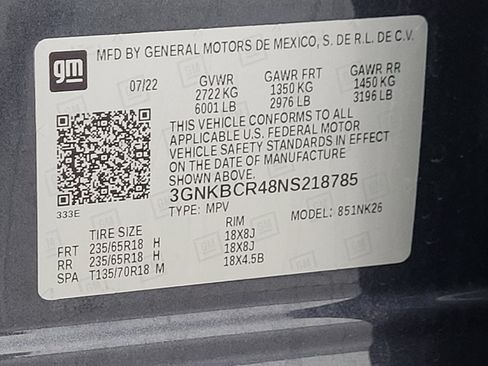 gm
MFD BY GENERAL MOTORS DE MEXICO, S. DE R.L. DE C.V.
07/22 GVWR GAWR FRT GAWR RR
2722 KG 1350 KG 1450 KG
6001 LB 2976 LB 3196 LB
THIS VEHICLE CONFORMS TO ALL
APPLICABLE U.S. FEDERAL MOTOR
VEHICLE SAFETY STANDARDS IN EFFECT
ON THE DATE OF MANUFACTURE
SHOWN ABOVE.
3GNKBCR48NS218785
333E
TYPE: MPV MODEL: 851NK26
TIRE SIZE RIM
FRT 235/65R18 H 18X8J
RR 235/65R18 H 18X8J
SPA T135/70R18 M 18X4.5B